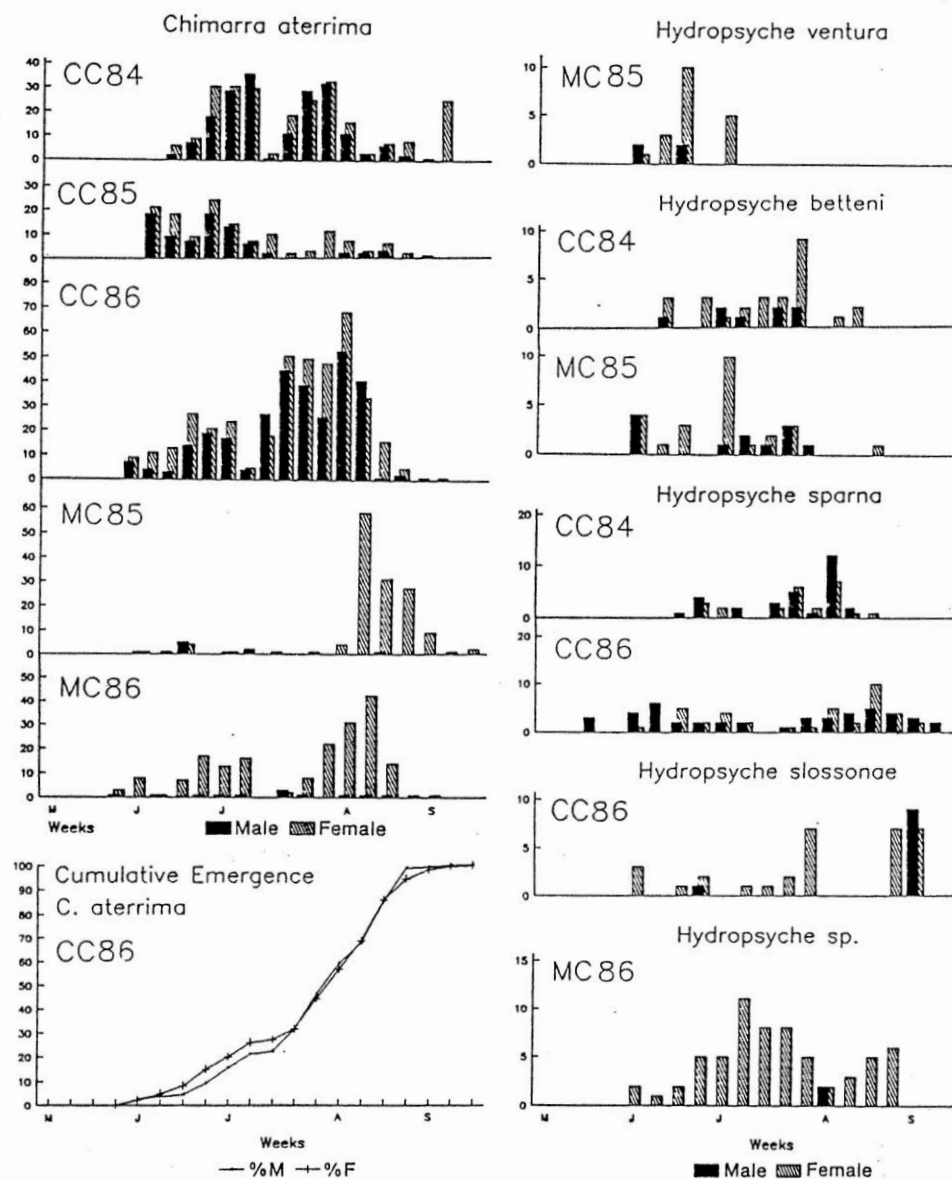 Chimarra aterrima
CC84
40
30
20
10
0
CC85
30
20
10
0
CC86
80
70
60
50
40
30
20
10
0
MC85
60
50
40
30
20
10
0
MC86
50
40
30
20
10
0
M J J A S
Weeks
Male Female
Cumulative Emergence
C. aterrima
CC86
100
90
80
70
60
50
40
30
20
10
0
M J J A S
Weeks
%M %F
Hydropsyche ventura
MC85
10
5
0
Hydropsyche betteni
CC84
10
5
0
MC85
10
5
0
Hydropsyche sparna
CC84
20
10
0
CC86
20
10
0
Hydropsyche slossonae
CC86
10
5
0
Hydropsyche sp.
MC86
15
10
5
0
M J J A S
Weeks
Male Female